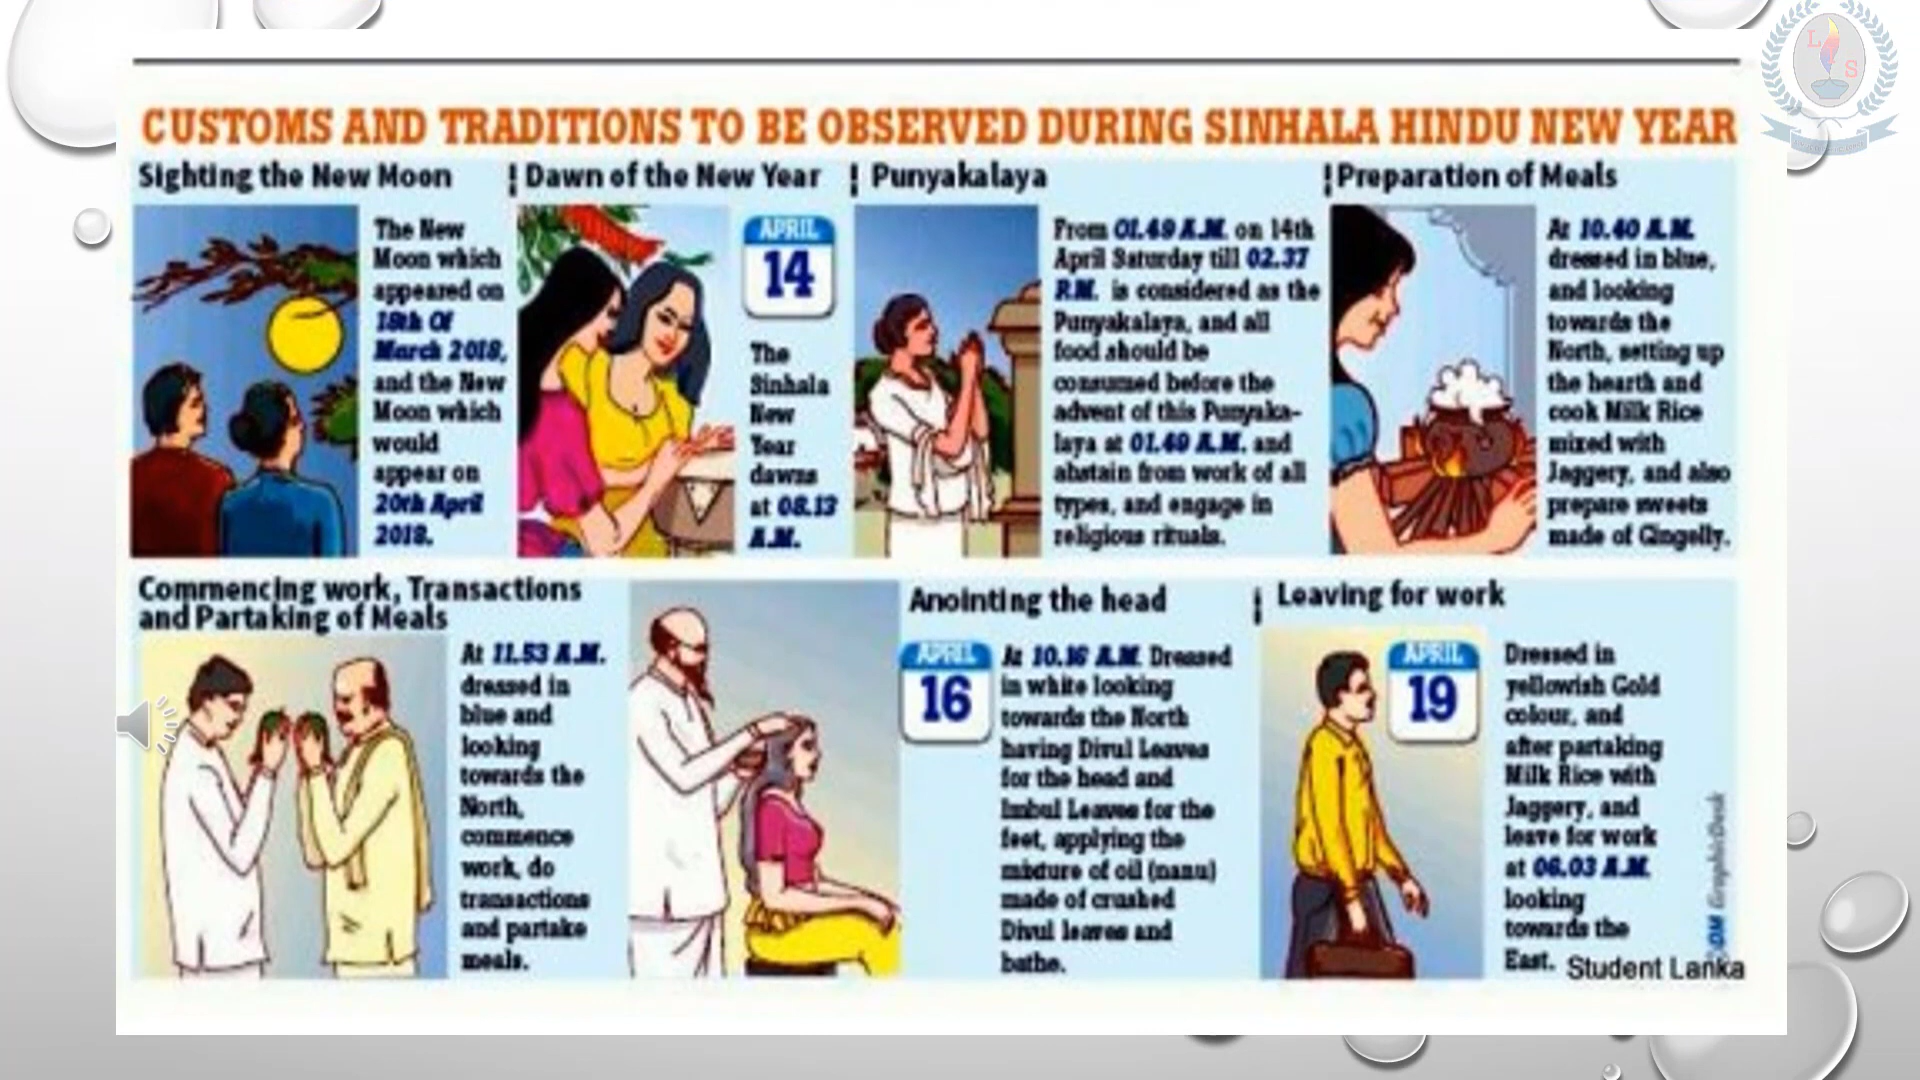 CUSTOMS AND TRADITIONS TO BE OBSERVED DURING SINHALA HINDU NEW YEAR
Sighting the New Moon
The New
Moon which
appeared on
18th Of
March 2018,
and the New
Moon which
would
appear on
20th April
2018.
Dawn of the New Year
APRIL
14
The
Sinhala
New
Year
dawns
at 08.13
A.M.
Punyakalaya
From 01.49 A.M. on 14th
April Saturday till 02.37
P.M. is considered as the
Punyakalaya, and all
food should be
consumed before the
advent of this Punyaka-
laya at 01.49 A.M. and
abstain from work of all
types, and engage in
religious rituals.
Preparation of Meals
At 10.40 A.M.
dressed in blue,
and looking
towards the
North, setting up
the hearth and
cook Milk Rice
mixed with
Jaggery, and also
prepare sweets
made of Gingelly.
Commencing work, Transactions
and Partaking of Meals
At 11.53 A.M.
dressed in
blue and
looking
towards the
North,
commence
work, do
transactions
and partake
meals.
Anointing the head
APRIL
16
At 10.16 A.M. Dressed
in white looking
towards the North
having Divul Leaves
for the head and
Imbul Leaves for the
feet, applying the
mixture of oil (nanu)
made of crushed
Divul leaves and
bathe.
Leaving for work
APRIL
19
Dressed in
yellowish Gold
colour, and
after partaking
Milk Rice with
Jaggery, and
leave for work
at 06.03 A.M.
looking
towards the
East.
GraphicDesk
Student Lanka
L
S